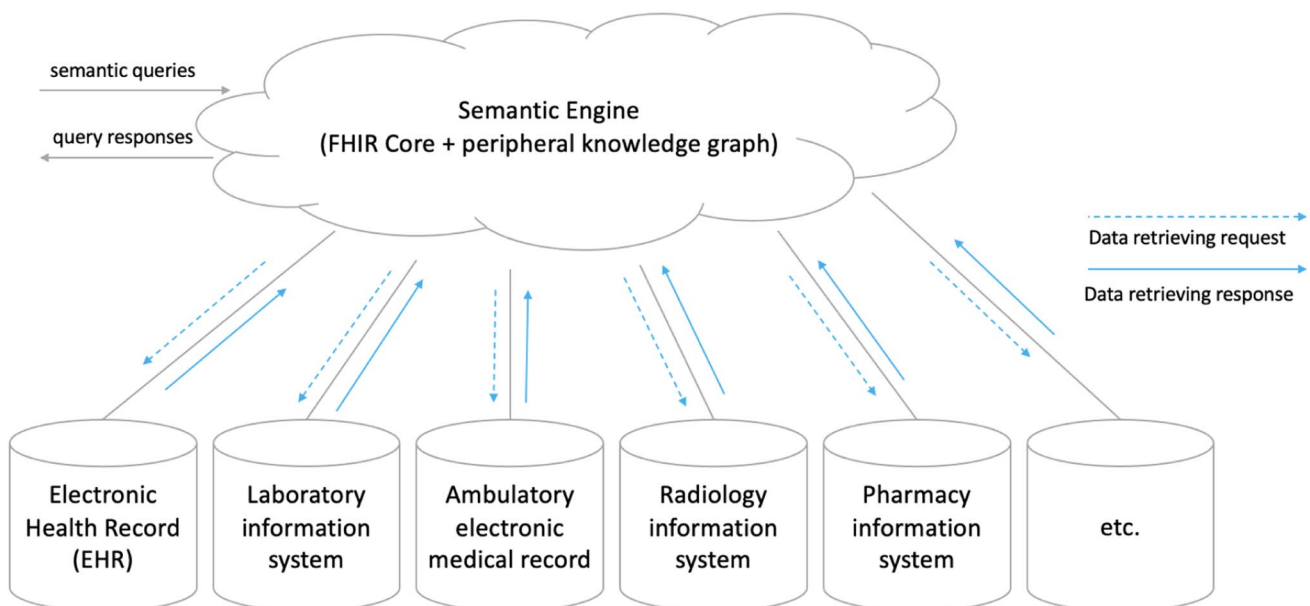 semantic queries
query responses
Semantic Engine
(FHIR Core + peripheral knowledge graph)
Data retrieving request
Data retrieving response
Electronic
Health Record
(EHR)
Laboratory
information
system
Ambulatory
electronic
medical record
Radiology
information
system
Pharmacy
information
system
etc.